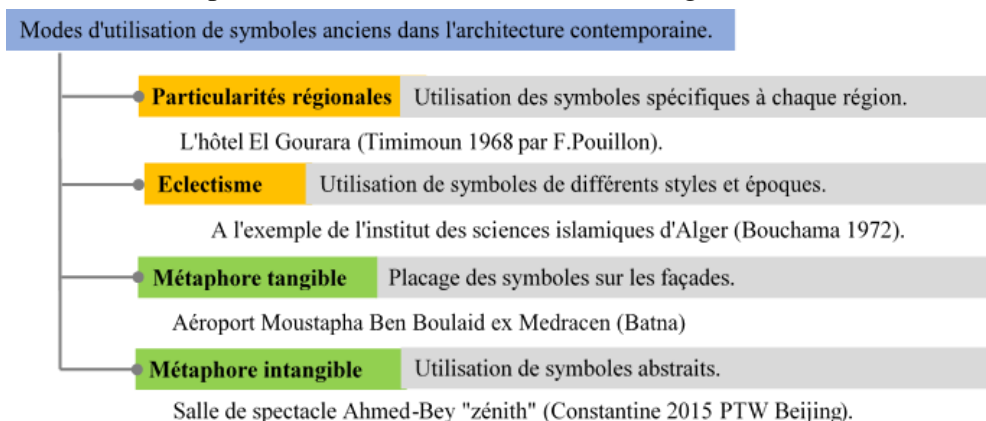 Modes d'utilisation de symboles anciens dans l'architecture contemporaine.
Particularités régionales Utilisation des symboles spécifiques à chaque région.
L'hôtel El Gourara (Timimoun 1968 par F.Pouillon).
Eclectisme Utilisation de symboles de différents styles et époques.
A l'exemple de l'institut des sciences islamiques d'Alger (Bouchama 1972).
Métaphore tangible Placage des symboles sur les façades.
Aéroport Moustapha Ben Boulaid ex Medracen (Batna)
Métaphore intangible Utilisation de symboles abstraits.
Salle de spectacle Ahmed-Bey "zénith" (Constantine 2015 PTW Beijing).